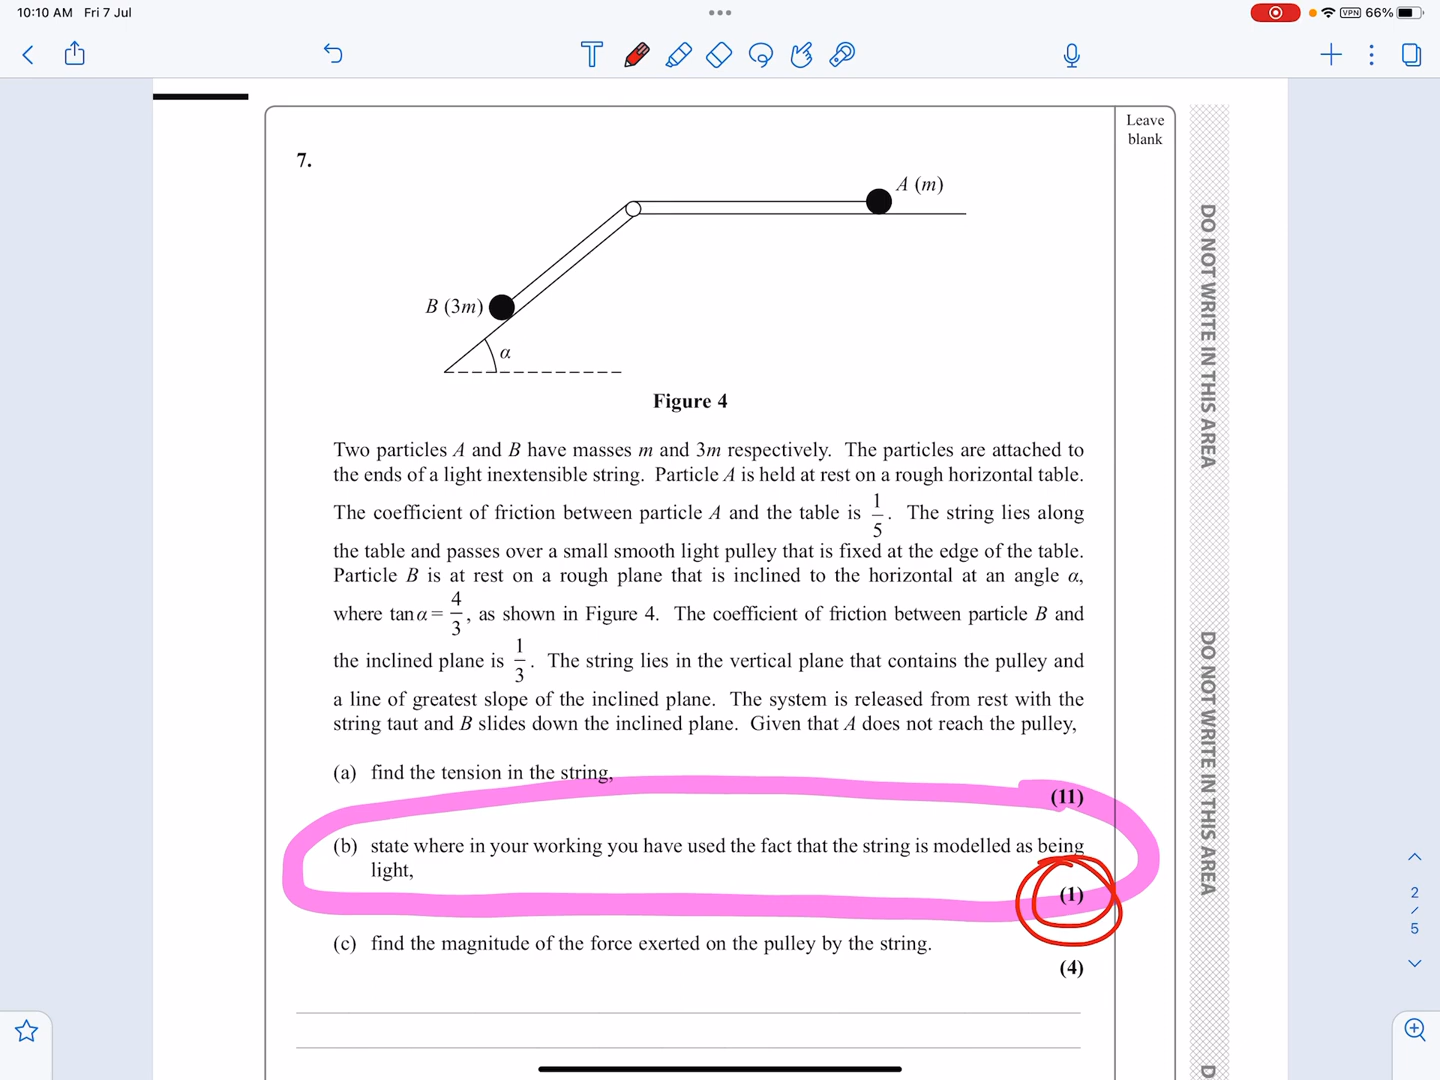 10:10 AM Fri 7 Jul
VPN 66%
Leave
blank
7.
A (m)
B (3m)
α
Figure 4
Two particles A and B have masses m and 3m respectively. The particles are attached to
the ends of a light inextensible string. Particle A is held at rest on a rough horizontal table.
The coefficient of friction between particle A and the table is 1/5. The string lies along
the table and passes over a small smooth light pulley that is fixed at the edge of the table.
Particle B is at rest on a rough plane that is inclined to the horizontal at an angle α,
where tan α = 4/3, as shown in Figure 4. The coefficient of friction between particle B and
the inclined plane is 1/3. The string lies in the vertical plane that contains the pulley and
a line of greatest slope of the inclined plane. The system is released from rest with the
string taut and B slides down the inclined plane. Given that A does not reach the pulley,
(a) find the tension in the string,
(11)
(b) state where in your working you have used the fact that the string is modelled as being
light,
(1)
(c) find the magnitude of the force exerted on the pulley by the string.
(4)
DO NOT WRITE IN THIS AREA
DO NOT WRITE IN THIS AREA
D
2
/
5